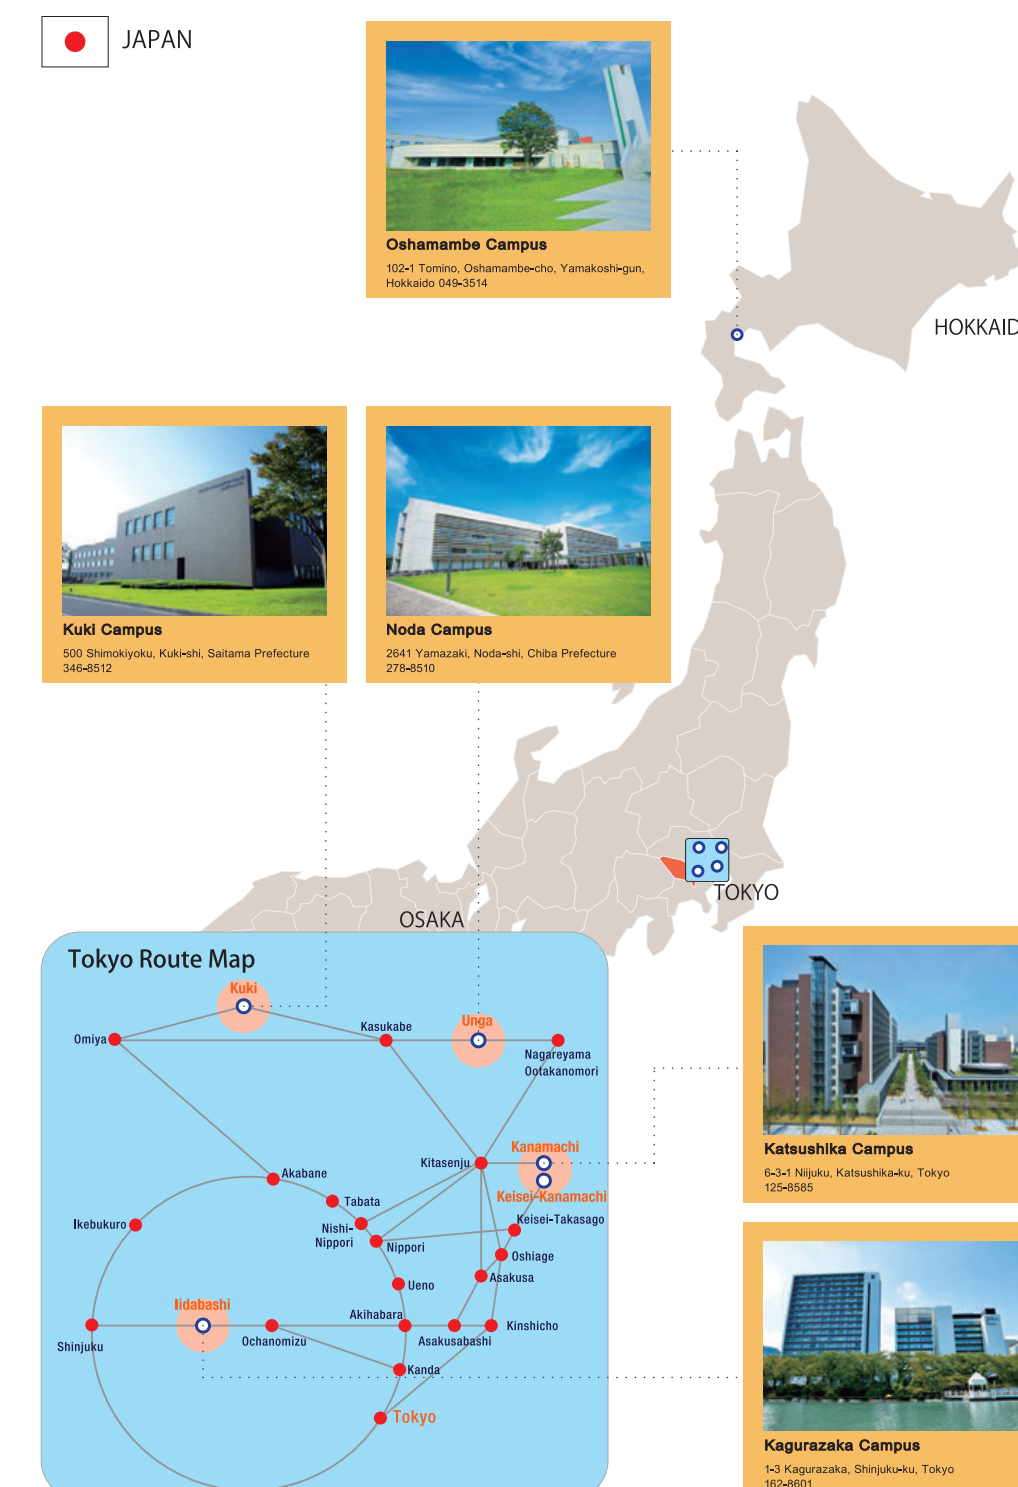 JAPAN
Oshamambe Campus
102-1 Tomino, Oshamambe-cho, Yamakoshi-gun,
Hokkaido 049-3514
HOKKAID
Kuki Campus
500 Shimokiyoku, Kuki-shi, Saitama Prefecture
346-8512
Noda Campus
2641 Yamazaki, Noda-shi, Chiba Prefecture
278-8510
TOKYO
OSAKA
Tokyo Route Map
Kuki
Omiya
Kasukabe
Unga
Nagareyama
Ootakanomori
Kitasenju
Kanamachi
Keisei-Kanamachi
Akabane
Tabata
Ikebukuro
Nishi-
Nippori
Nippori
Keisei-Takasago
Oshiage
Ueno
Asakusa
Iidabashi
Akihabara
Shinjuku
Ochanomizu
Asakusabashi
Kinshicho
Kanda
Tokyo
Katsushika Campus
6-3-1 Niijuku, Katsushika-ku, Tokyo
125-8585
Kagurazaka Campus
1-3 Kagurazaka, Shinjuku-ku, Tokyo
162-8601